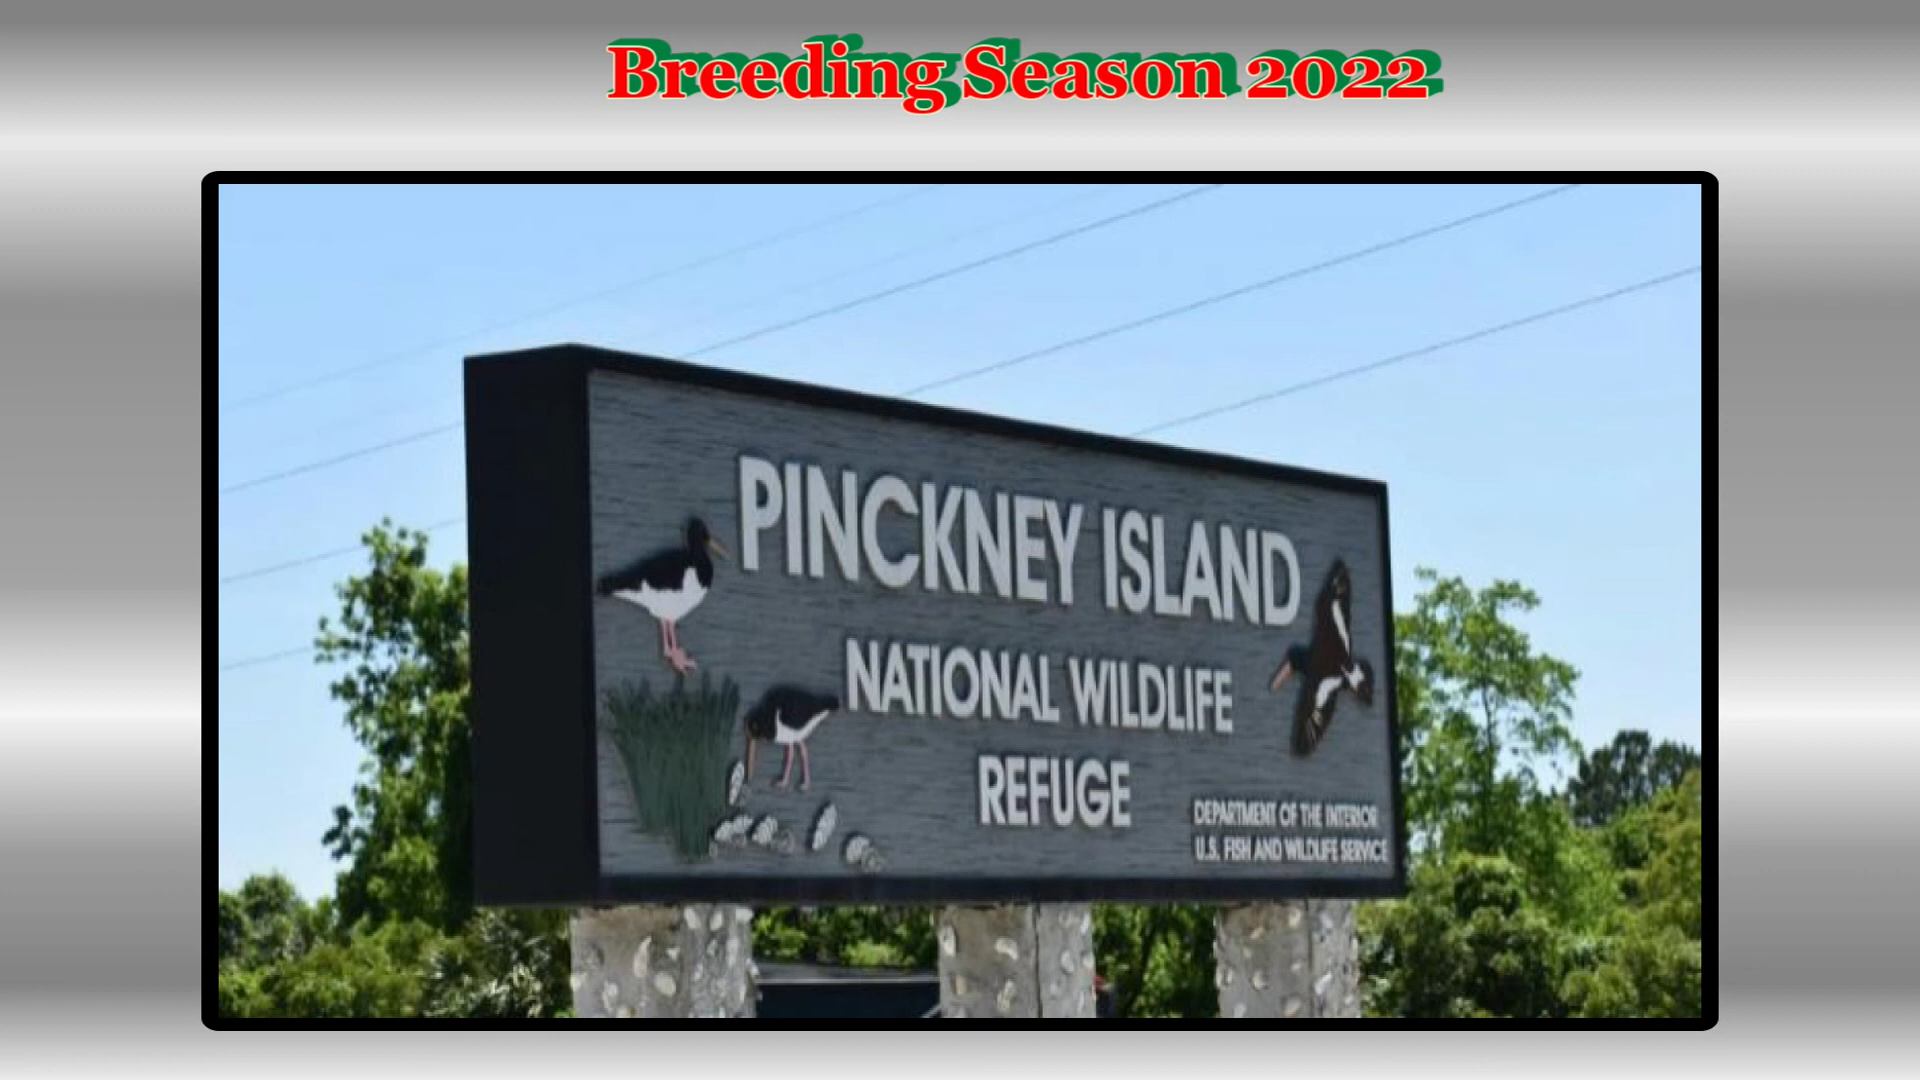 Breeding Season 2022
PINCKNEY ISLAND
NATIONAL WILDLIFE
REFUGE
DEPARTMENT OF THE INTERIOR
U.S. FISH AND WILDLIFE SERVICE